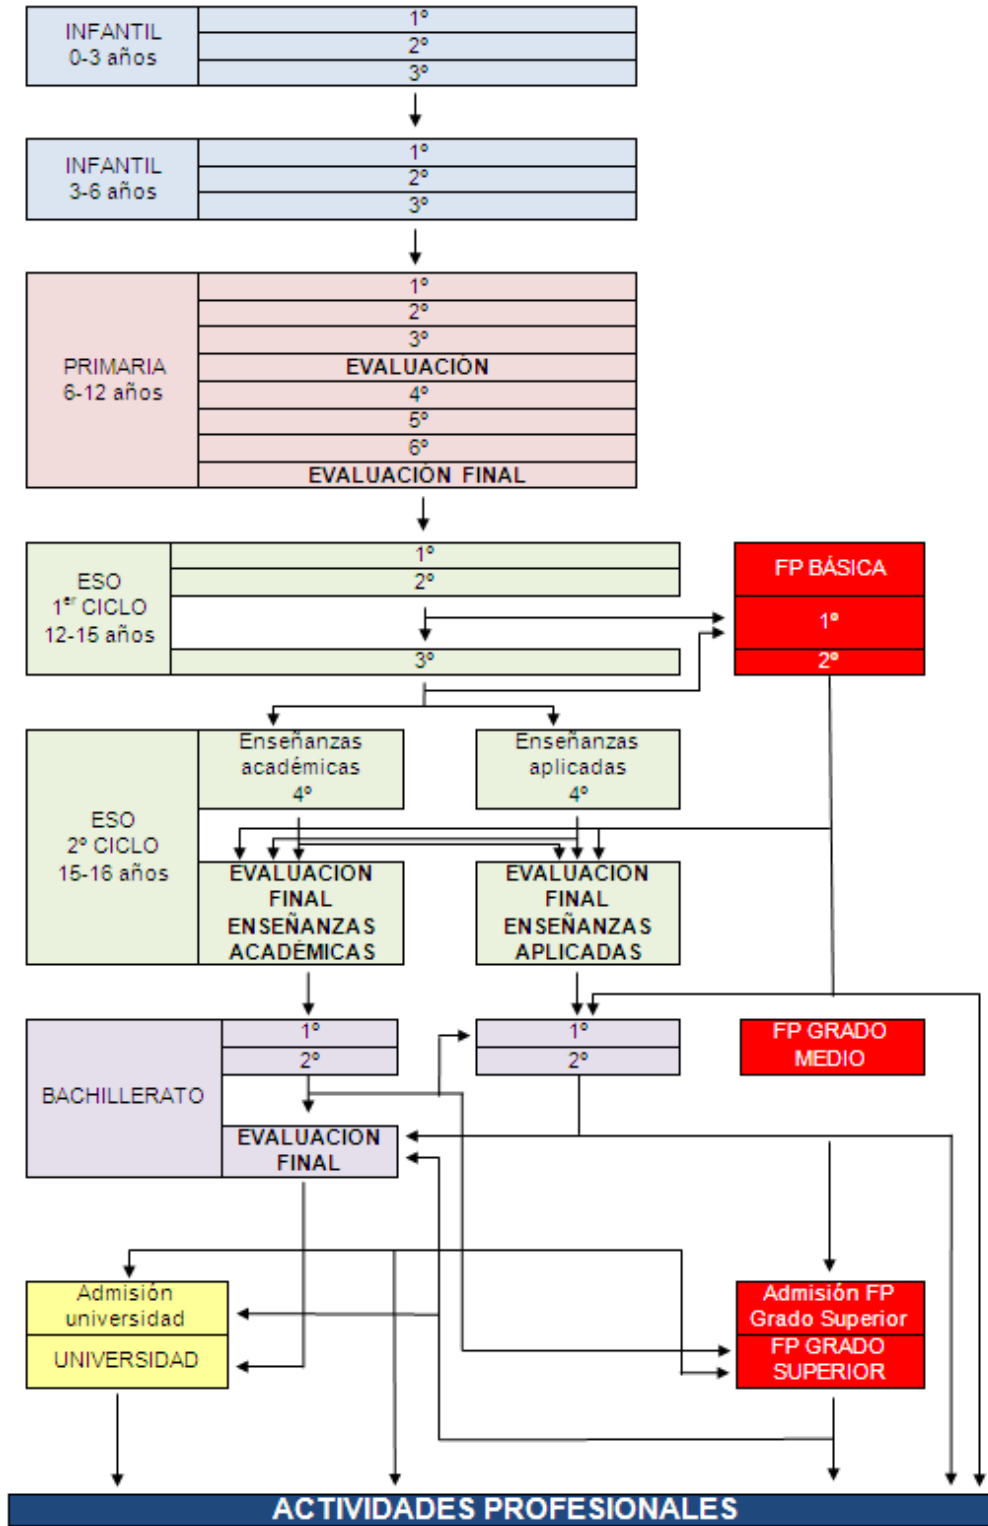 INFANTIL
0-3 años
1º
2º
3º
INFANTIL
3-6 años
1º
2º
3º
PRIMARIA
6-12 años
1º
2º
3º
EVALUACIÓN
4º
5º
6º
EVALUACIÓN FINAL
ESO
1er CICLO
12-15 años
1º
2º
3º
FP BÁSICA
1º
2º
ESO
2º CICLO
15-16 años
Enseñanzas
académicas
4º
Enseñanzas
aplicadas
4º
EVALUACION
FINAL
ENSEÑANZAS
ACADÉMICAS
EVALUACION
FINAL
ENSEÑANZAS
APLICADAS
BACHILLERATO
1º
2º
EVALUACION
FINAL
1º
2º
FP GRADO
MEDIO
Admisión
universidad
UNIVERSIDAD
Admisión FP
Grado Superior
FP GRADO
SUPERIOR
ACTIVIDADES PROFESIONALES